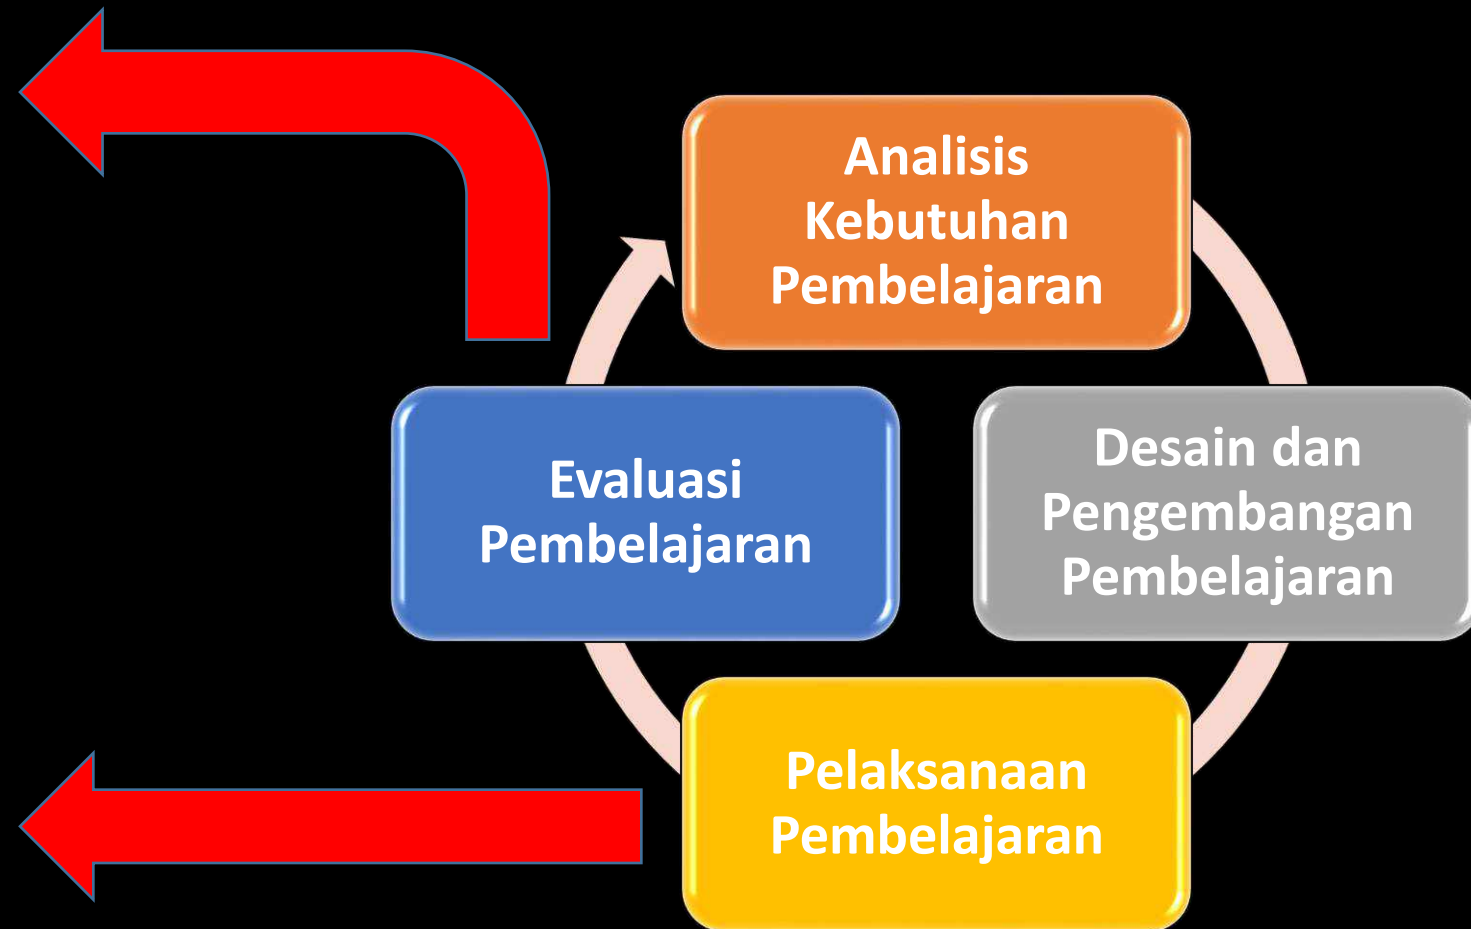 Analisis
Kebutuhan
Pembelajaran
Evaluasi
Pembelajaran
Desain dan
Pengembangan
Pembelajaran
Pelaksanaan
Pembelajaran